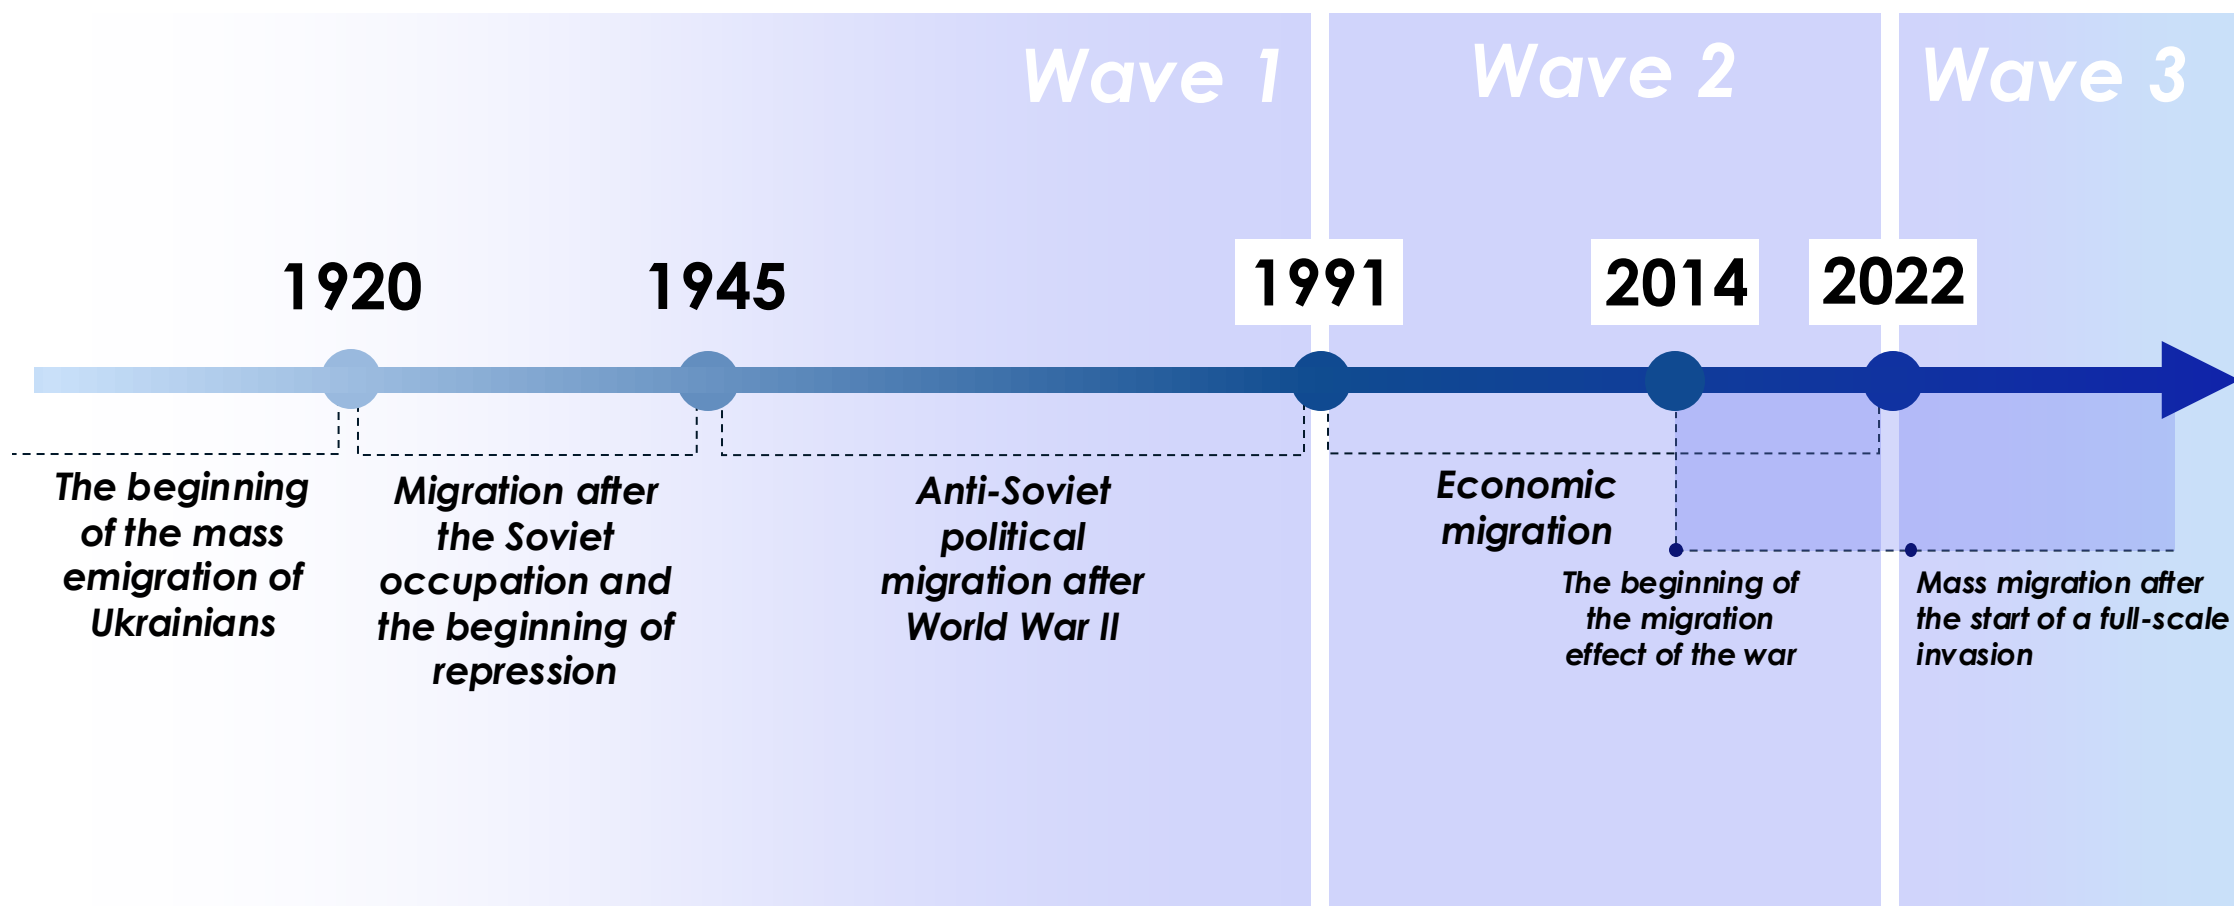 Wave 1
Wave 2
Wave 3
1920
1945
1991
2014
2022
The beginning
of the mass
emigration of
Ukrainians
Migration after
the Soviet
occupation and
the beginning of
repression
Anti-Soviet
political
migration after
World War II
Economic
migration
The beginning of
the migration
effect of the war
Mass migration after
the start of a full-scale
invasion